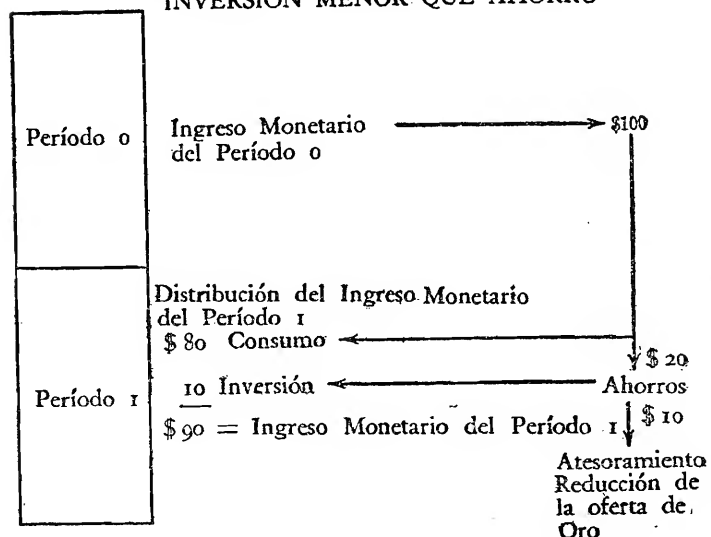 INVERSIÓN MENOR QUE AHORRO
Período 0
Ingreso Monetario
del Período 0
$100
Distribución del Ingreso Monetario
del Período 1
$ 80 Consumo
$ 20
Período 1
10 Inversión
Ahorros
$ 90 = Ingreso Monetario del Período 1
$ 10
Atesoramiento
Reducción de
la oferta de
Oro